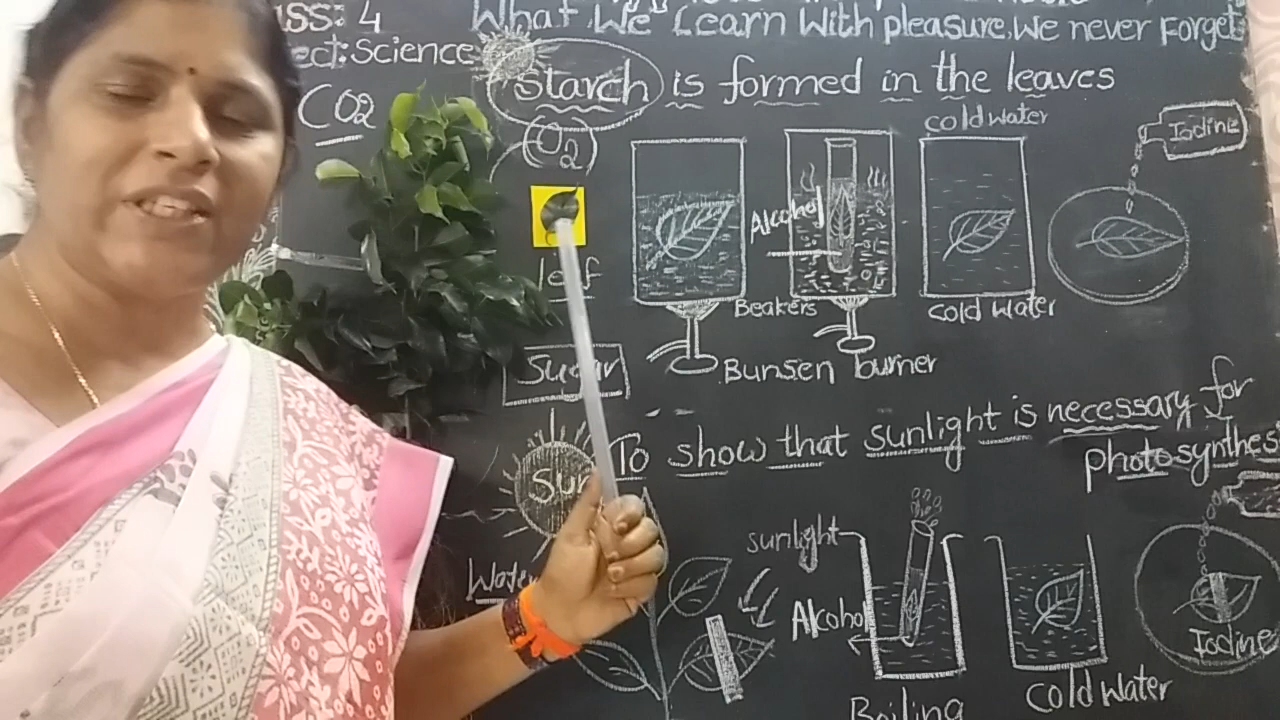 ASS: 4
What We Learn With pleasure, We never Forget
ect: Science
Starch is formed in the leaves
CO2
O2
cold water
Iodine
Alcohol
leaf
Beakers
cold water
Sugar
Bunsen burner
To show that sunlight is necessary for
photosynthesi
Sun
sunlight
Water
Alcohol
Iodine
Boiling
Cold Water